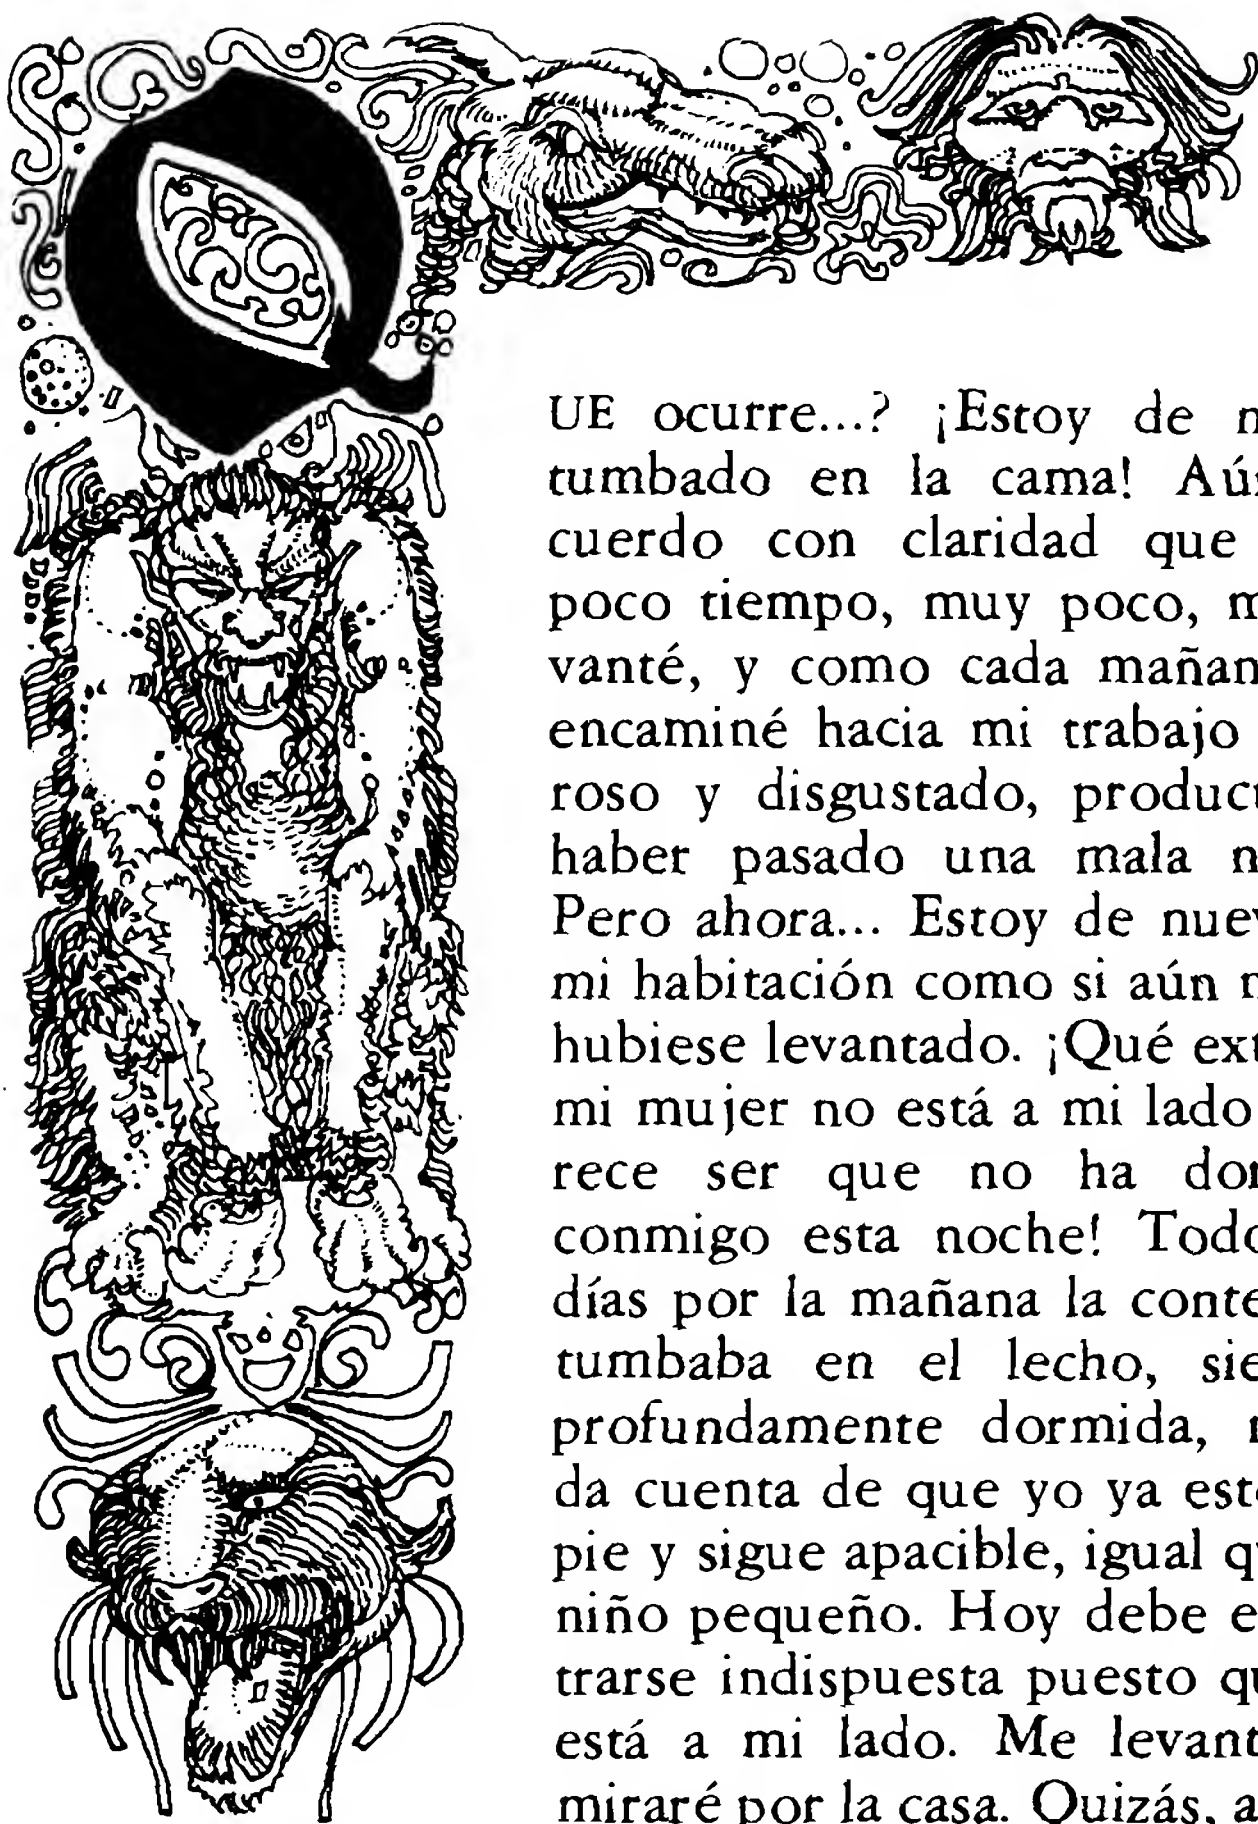 QUE ocurre...? ¡Estoy de n
tumbado en la cama! Aún
cuerdo con claridad que
poco tiempo, muy poco, m
vanté, y como cada mañan
encaminé hacia mi trabajo
roso y disgustado, product
haber pasado una mala n
Pero ahora... Estoy de nuev
mi habitación como si aún n
hubiese levantado. ¡Qué ext
mi mujer no está a mi lado
rece ser que no ha dor
conmigo esta noche! Todo
días por la mañana la conte
tumbaba en el lecho, sie
profundamente dormida, n
da cuenta de que yo ya est
pie y sigue apacible, igual q
niño pequeño. Hoy debe e
trarse indispuesta puesto qu
está a mi lado. Me levant
miraré por la casa. Quizás, a